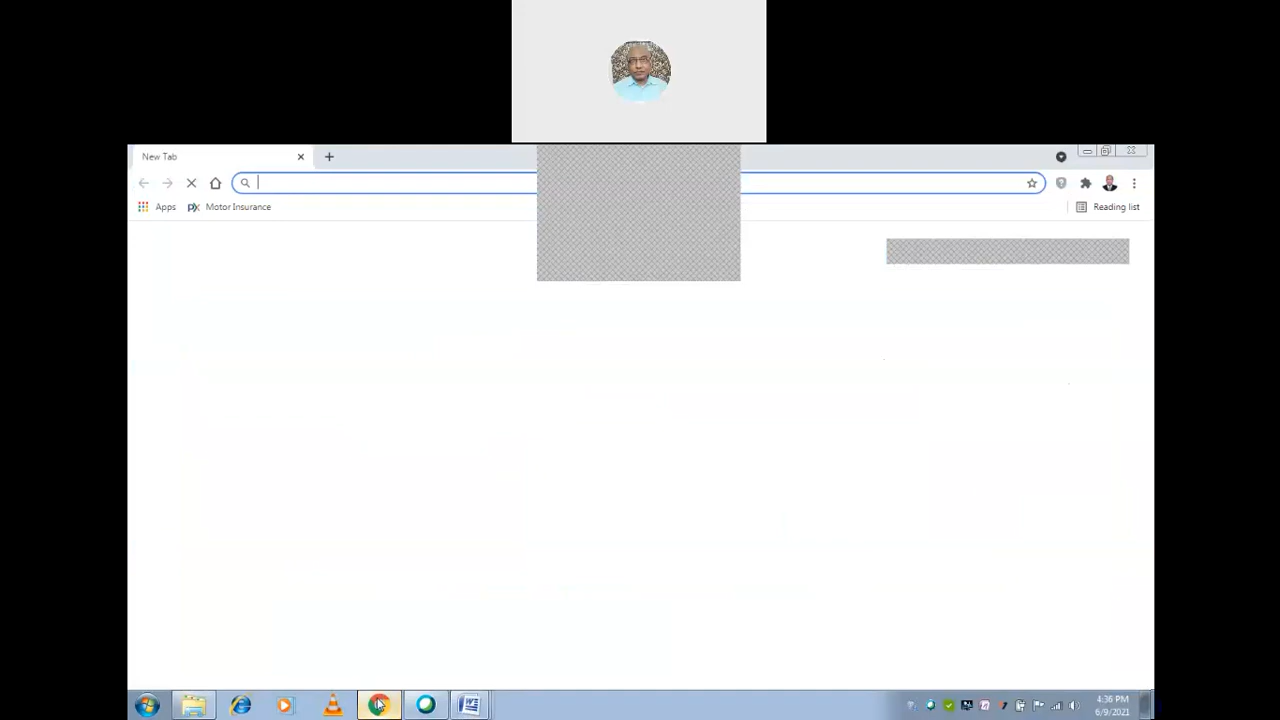 New Tab
Apps
Motor Insurance
Reading list
4:36 PM
6/9/2021